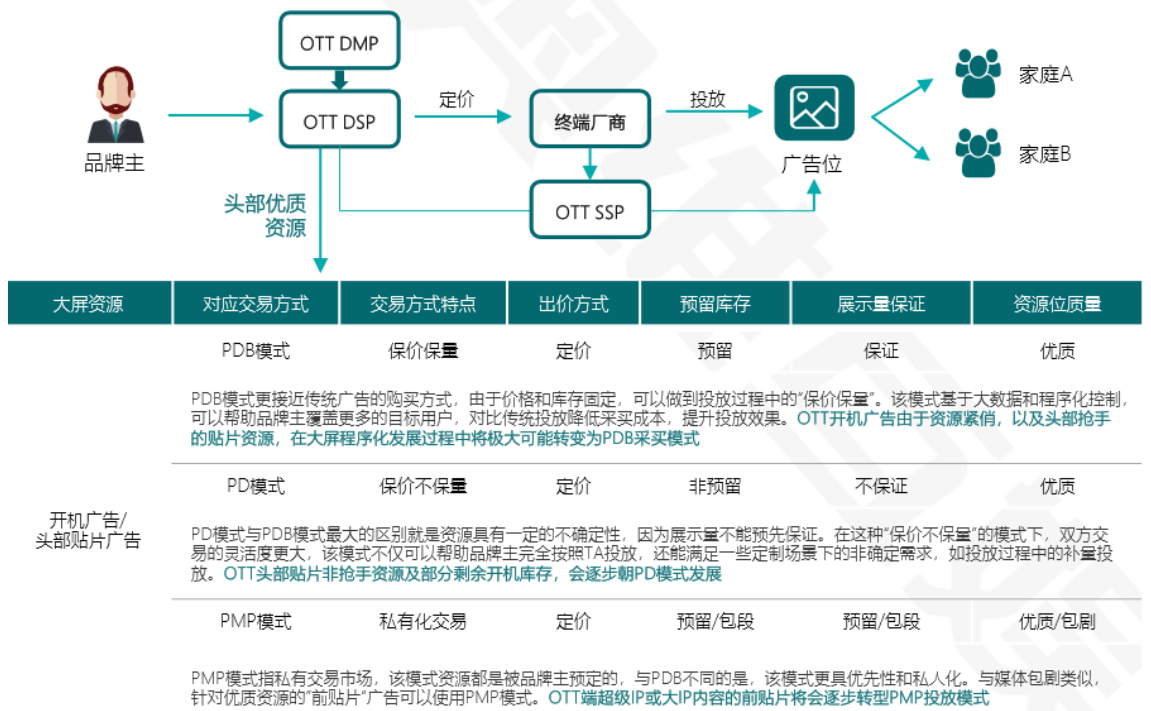 OTT DMP
品牌主
OTT DSP
定价
终端厂商
投放
广告位
家庭A
家庭B
头部优质
资源
OTT SSP
大屏资源 对应交易方式 交易方式特点 出价方式 预留库存 展示量保证 资源位质量
开机广告/
头部贴片广告
PDB模式 保价保量 定价 预留 保证 优质
PDB模式更接近传统广告的购买方式，由于价格和库存固定，可以做到投放过程中的“保价保量”。该模式基于大数据和程序化控制，
可以帮助品牌主覆盖更多的目标用户，对比传统投放降低采买成本，提升投放效果。OTT开机广告由于资源紧俏，以及头部抢手
的贴片资源，在大屏程序化发展过程中将极大可能转变为PDB采买模式
PD模式 保价不保量 定价 非预留 不保证 优质
PD模式与PDB模式最大的区别就是资源具有一定的不确定性，因为展示量不能预先保证。在这种“保价不保量”的模式下，双方交
易的灵活度更大，该模式不仅可以帮助品牌主完全按照TA投放，还能满足一些定制场景下的非确定需求，如投放过程中的补量投
放。OTT头部贴片非抢手资源及部分剩余开机库存，会逐步朝PD模式发展
PMP模式 私有化交易 定价 预留/包段 预留/包段 优质/包剧
PMP模式指私有交易市场，该模式资源都是被品牌主预定的，与PDB不同的是，该模式更具优先性和私人化。与媒体包剧类似，
针对优质资源的“前贴片”广告可以使用PMP模式。OTT端超级IP或大IP内容的前贴片将会逐步转型PMP投放模式